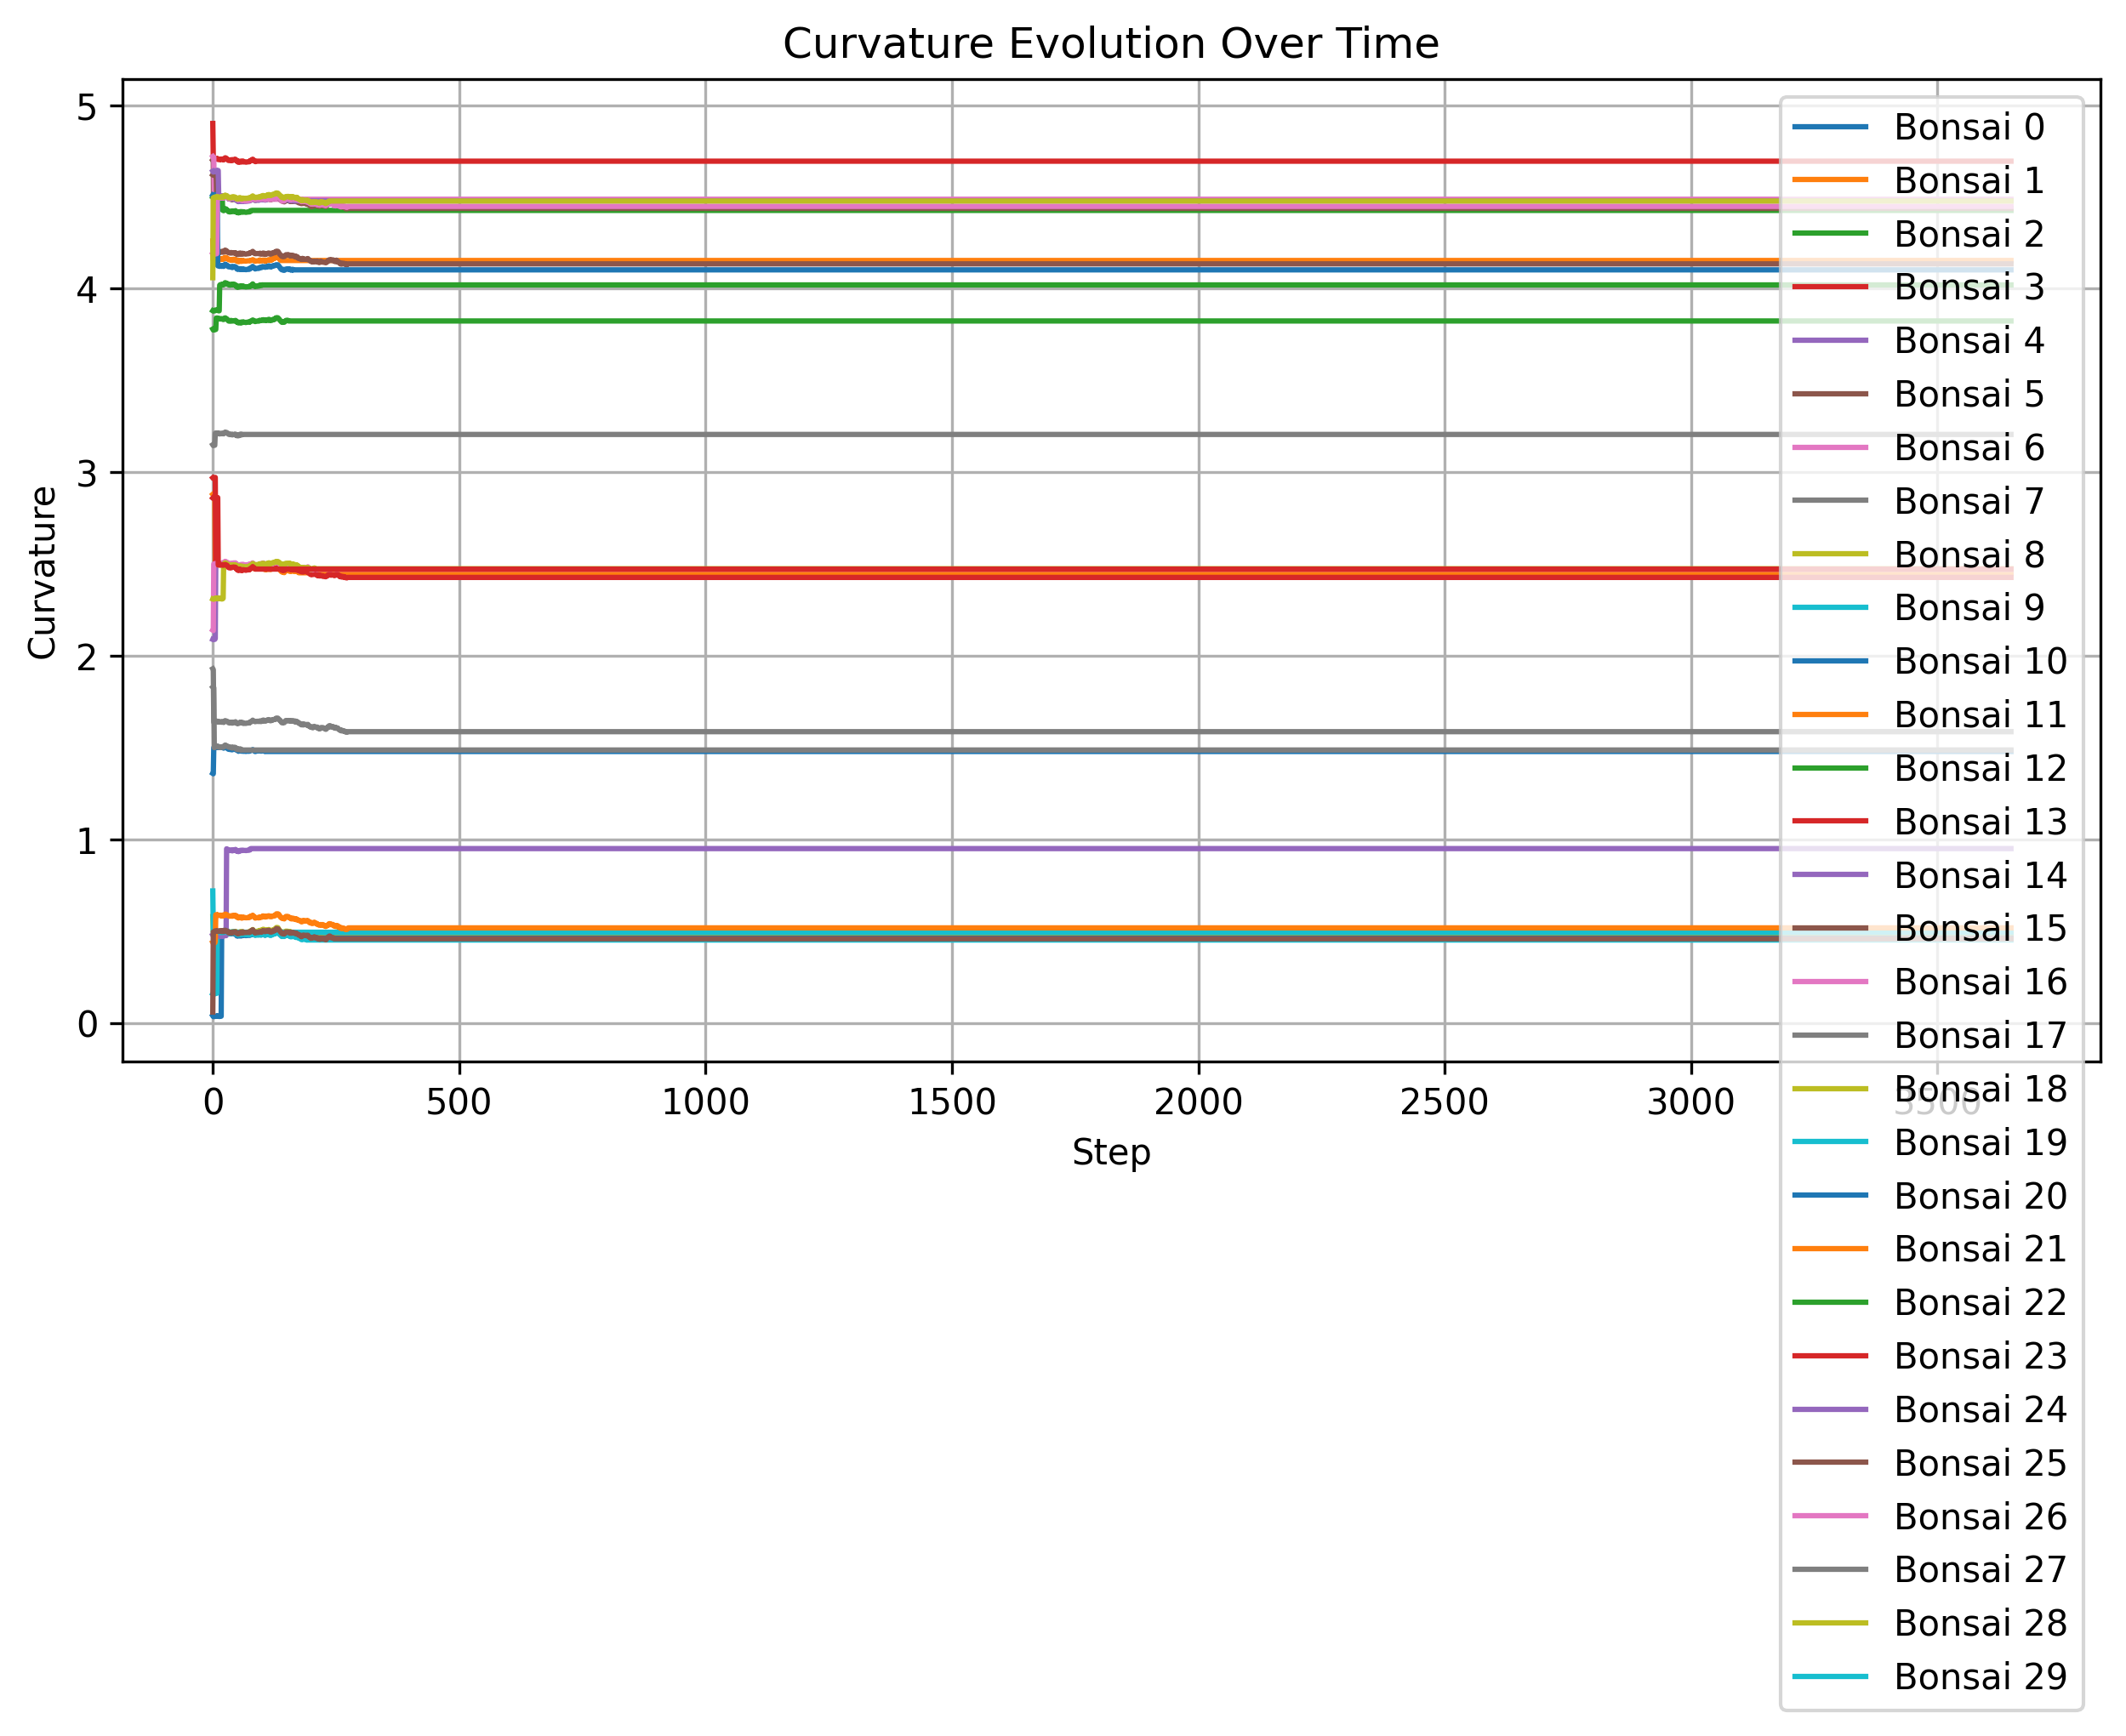 Curvature Evolution Over Time
5
4
3
2
1
0
Curvature
0
500
1000
1500
2000
2500
3000
3500
Step
Bonsai 0
Bonsai 1
Bonsai 2
Bonsai 3
Bonsai 4
Bonsai 5
Bonsai 6
Bonsai 7
Bonsai 8
Bonsai 9
Bonsai 10
Bonsai 11
Bonsai 12
Bonsai 13
Bonsai 14
Bonsai 15
Bonsai 16
Bonsai 17
Bonsai 18
Bonsai 19
Bonsai 20
Bonsai 21
Bonsai 22
Bonsai 23
Bonsai 24
Bonsai 25
Bonsai 26
Bonsai 27
Bonsai 28
Bonsai 29